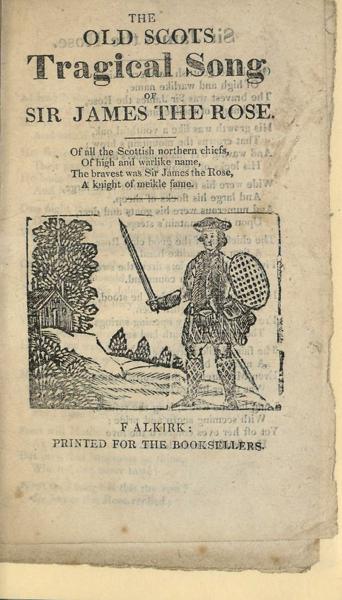 THE
OLD SCOTS
Tragical Song
OF
SIR JAMES THE ROSE.
Of all the Scottish northern chiefs,
Of high and warlike name,
The bravest was Sir James the Rose,
A knight of meikle fame.
FALKIRK:
PRINTED FOR THE BOOKSELLERS.